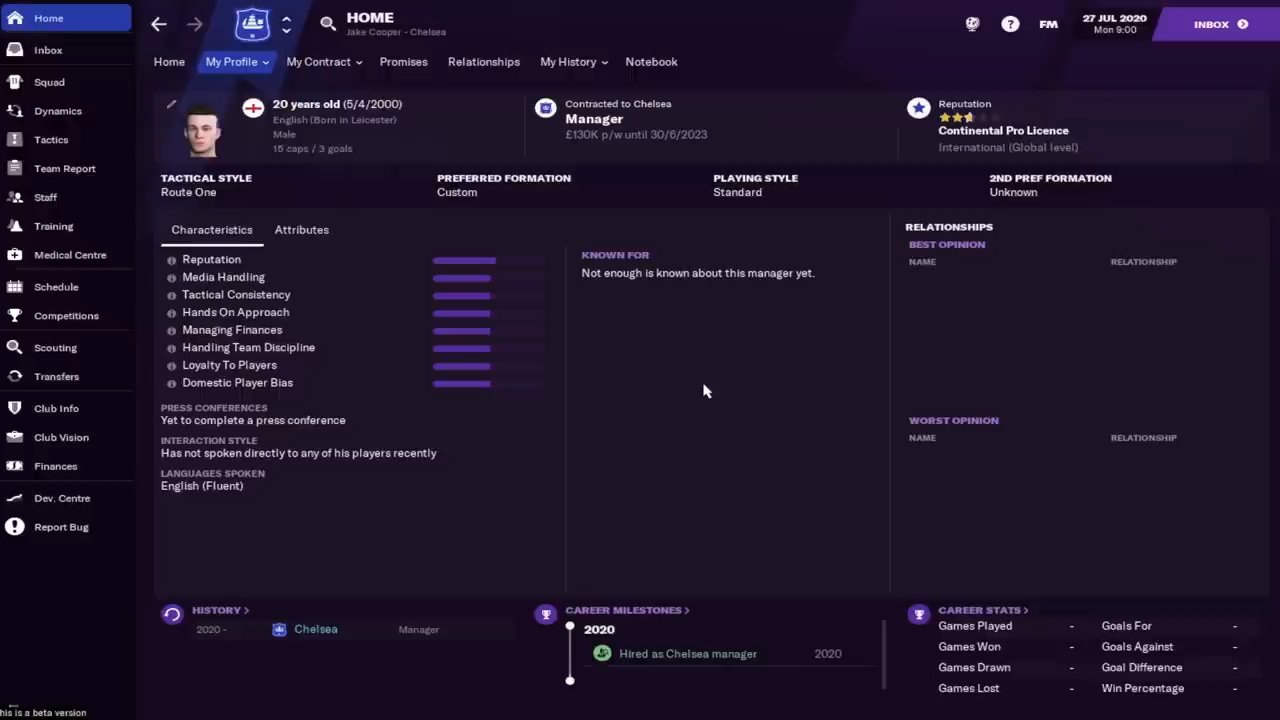 Home
Inbox
Squad
Dynamics
Tactics
Team Report
Staff
Training
Medical Centre
Schedule
Competitions
Scouting
Transfers
Club Info
Club Vision
Finances
Dev. Centre
Report Bug
his is a beta version
HOME
Jake Cooper - Chelsea
FM
27 JUL 2020
Mon 9:00
INBOX
Home My Profile My Contract Promises Relationships My History Notebook
20 years old (5/4/2000)
English (Born in Leicester)
Male
15 caps / 3 goals
Contracted to Chelsea
Manager
£130K p/w until 30/6/2023
Reputation
Continental Pro Licence
International (Global level)
TACTICAL STYLE
Route One
PREFERRED FORMATION
Custom
PLAYING STYLE
Standard
2ND PREF FORMATION
Unknown
Characteristics Attributes
Reputation
Media Handling
Tactical Consistency
Hands On Approach
Managing Finances
Handling Team Discipline
Loyalty To Players
Domestic Player Bias
PRESS CONFERENCES
Yet to complete a press conference
INTERACTION STYLE
Has not spoken directly to any of his players recently
LANGUAGES SPOKEN
English (Fluent)
KNOWN FOR
Not enough is known about this manager yet.
RELATIONSHIPS
BEST OPINION
NAME RELATIONSHIP
WORST OPINION
NAME RELATIONSHIP
HISTORY >
2020 - Chelsea Manager
CAREER MILESTONES >
2020
Hired as Chelsea manager 2020
CAREER STATS >
Games Played - Goals For -
Games Won - Goals Against -
Games Drawn - Goal Difference -
Games Lost - Win Percentage -